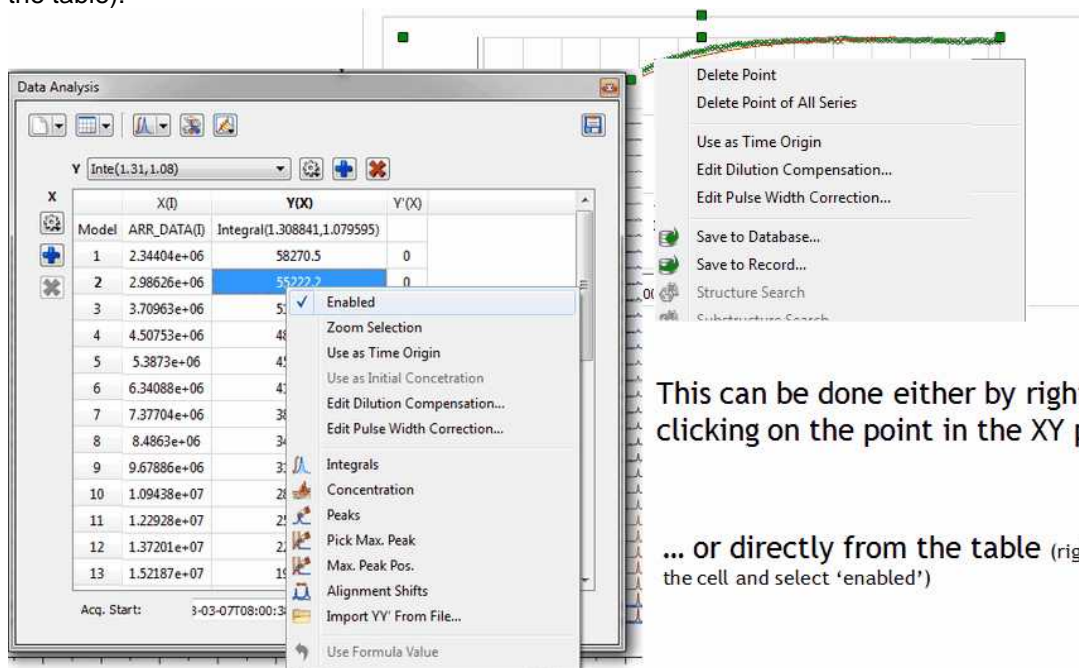 the table).
Data Analysis
Y Inte(1.31,1.08)
X
X(I) Y(X) Y'(X)
Model ARR_DATA(I) Integral(1.308841,1.079595)
1 2.34404e+06 58270.5 0
2 2.98626e+06 55222.2 0
3 3.70963e+06
4 4.50753e+06
5 5.3873e+06
6 6.34088e+06
7 7.37704e+06
8 8.4863e+06
9 9.67886e+06
10 1.09438e+07
11 1.22928e+07
12 1.37201e+07
13 1.52187e+07
Acq. Start:
Enabled
Zoom Selection
Use as Time Origin
Use as Initial Concetration
Edit Dilution Compensation...
Edit Pulse Width Correction...
Integrals
Concentration
Peaks
Pick Max. Peak
Max. Peak Pos.
Alignment Shifts
Import YY' From File...
Use Formula Value
Delete Point
Delete Point of All Series
Use as Time Origin
Edit Dilution Compensation...
Edit Pulse Width Correction...
Save to Database...
Save to Record...
Structure Search
Substructure Search
This can be done either by righ
clicking on the point in the XY p
... or directly from the table (rig
the cell and select ‘enabled’)